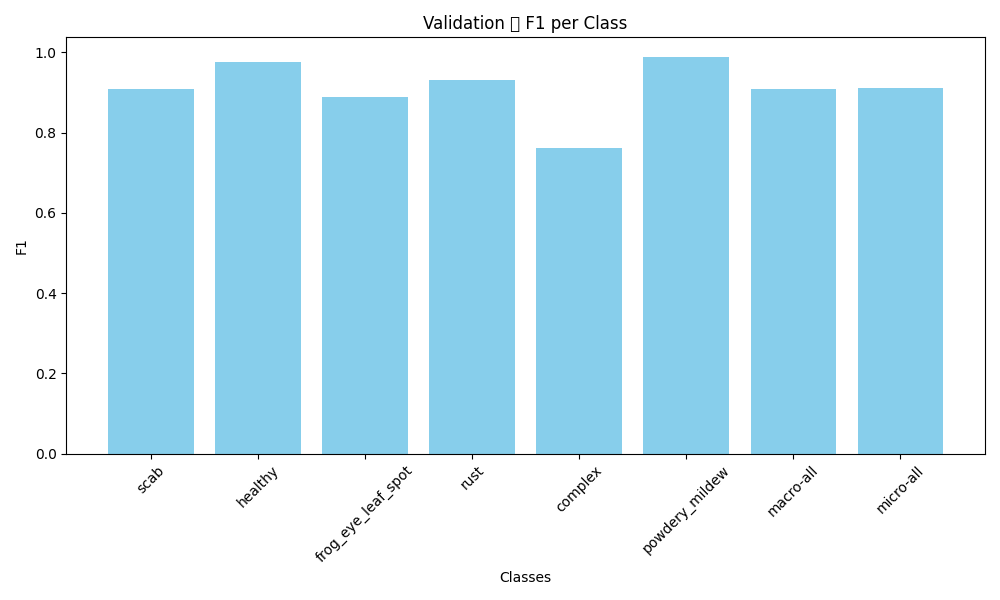 Validation ▯ F1 per Class
F1
1.0
0.8
0.6
0.4
0.2
0.0
scab
healthy
frog_eye_leaf_spot
rust
complex
powdery_mildew
macro-all
micro-all
Classes